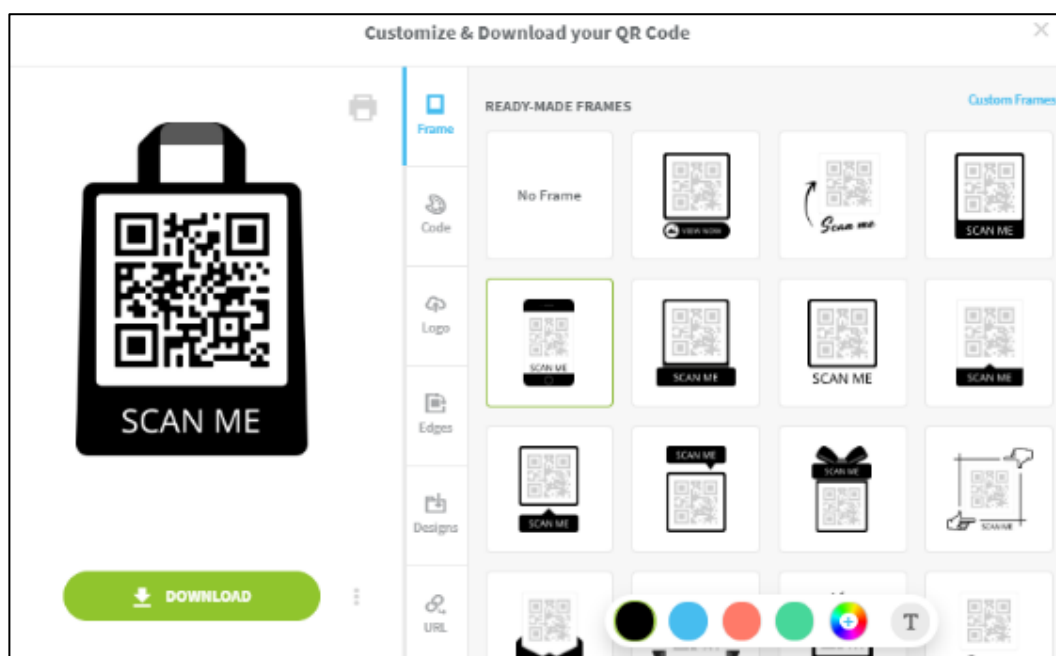 Customize & Download your QR Code
SCAN ME
DOWNLOAD
Frame
Code
Logo
Edges
Designs
URL
READY-MADE FRAMES
Custom Frames
No Frame
VIEW NOW
Scan me
SCAN ME
SCAN ME
SCAN ME
SCAN ME
SCAN ME
SCAN ME
SCAN ME
SCAN ME
SCAN ME
T